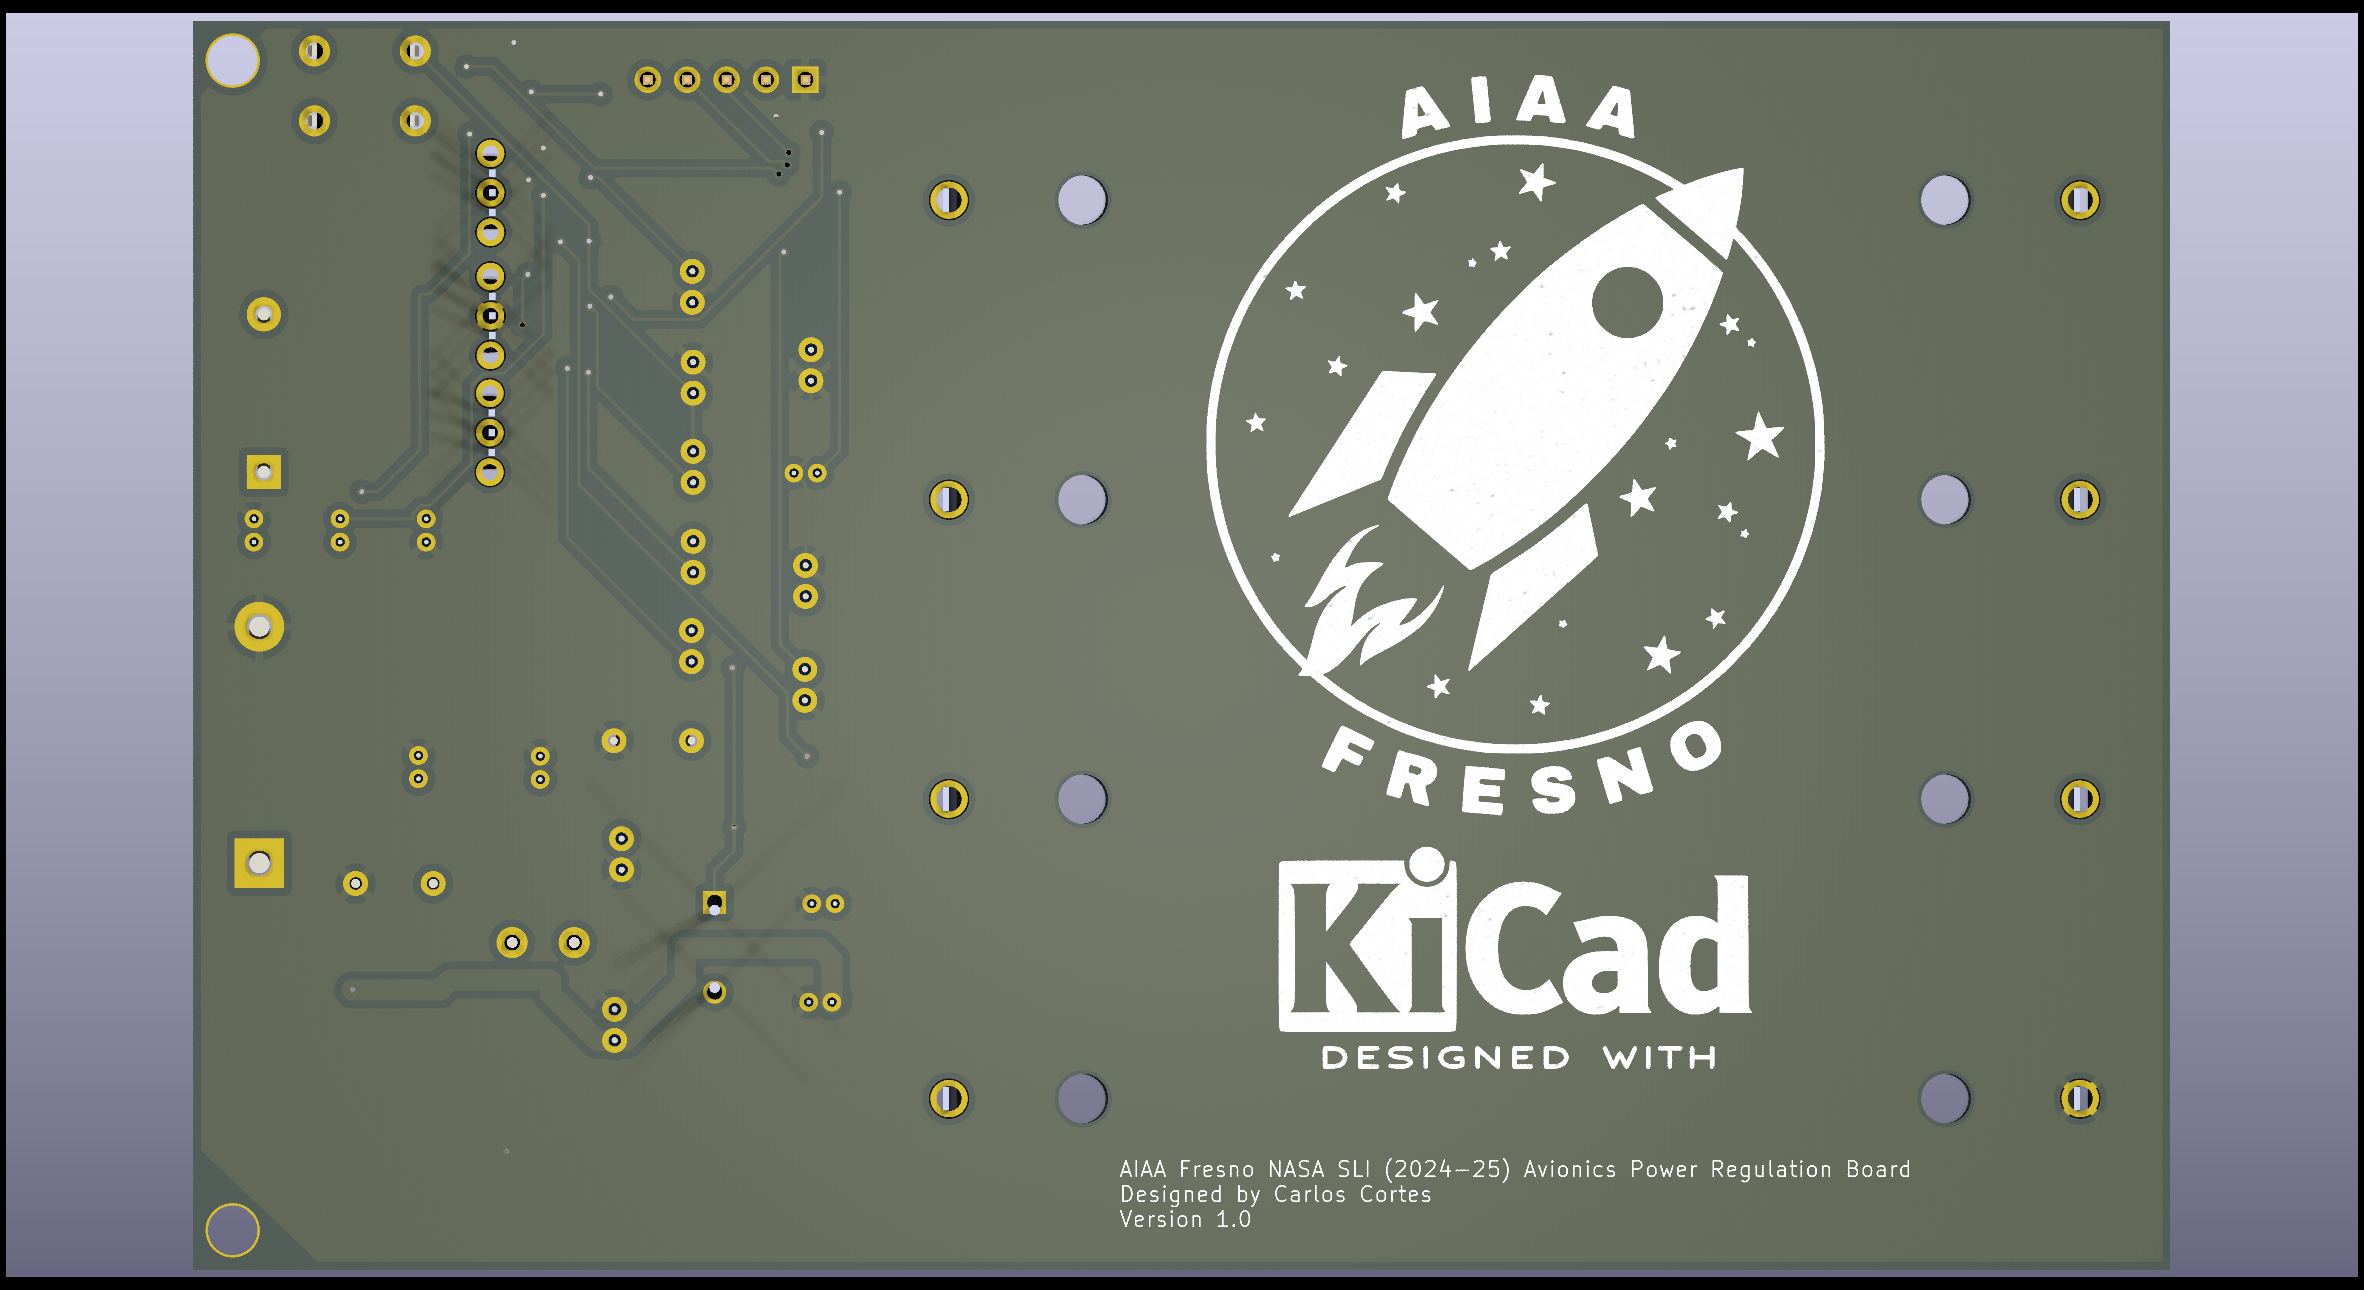 AIAA
FRESNO
KiCad
DESIGNED WITH
AIAA Fresno NASA SLI (2024-25) Avionics Power Regulation Board
Designed by Carlos Cortes
Version 1.0